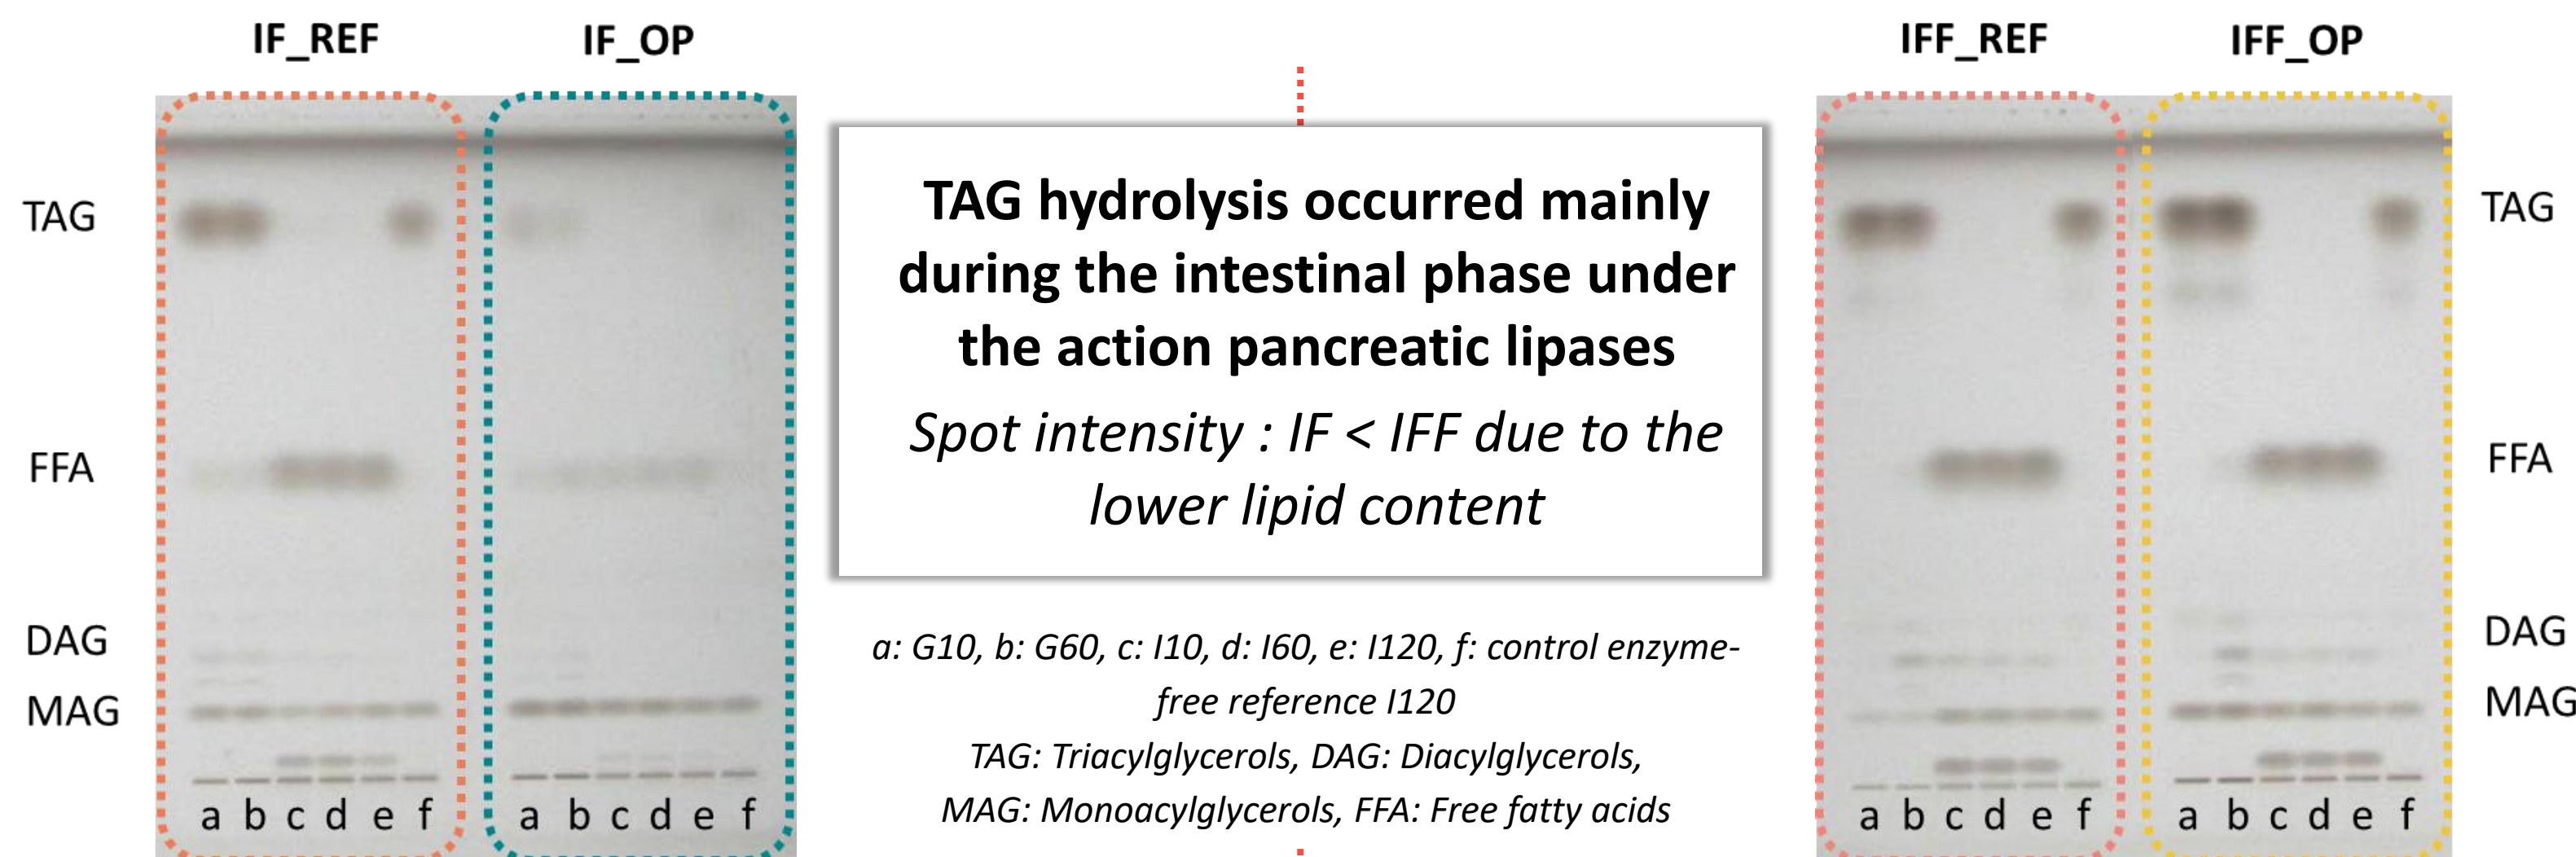 IF_REF
IF_OP
IFF_REF
IFF_OP
TAG
FFA
DAG
MAG
a b c d e f
a b c d e f
TAG hydrolysis occurred mainly
during the intestinal phase under
the action pancreatic lipases
Spot intensity : IF < IFF due to the
lower lipid content
a: G10, b: G60, c: I10, d: I60, e: I120, f: control enzyme-
free reference I120
TAG: Triacylglycerols, DAG: Diacylglycerols,
MAG: Monoacylglycerols, FFA: Free fatty acids
a b c d e f
a b c d e f
TAG
FFA
DAG
MAG